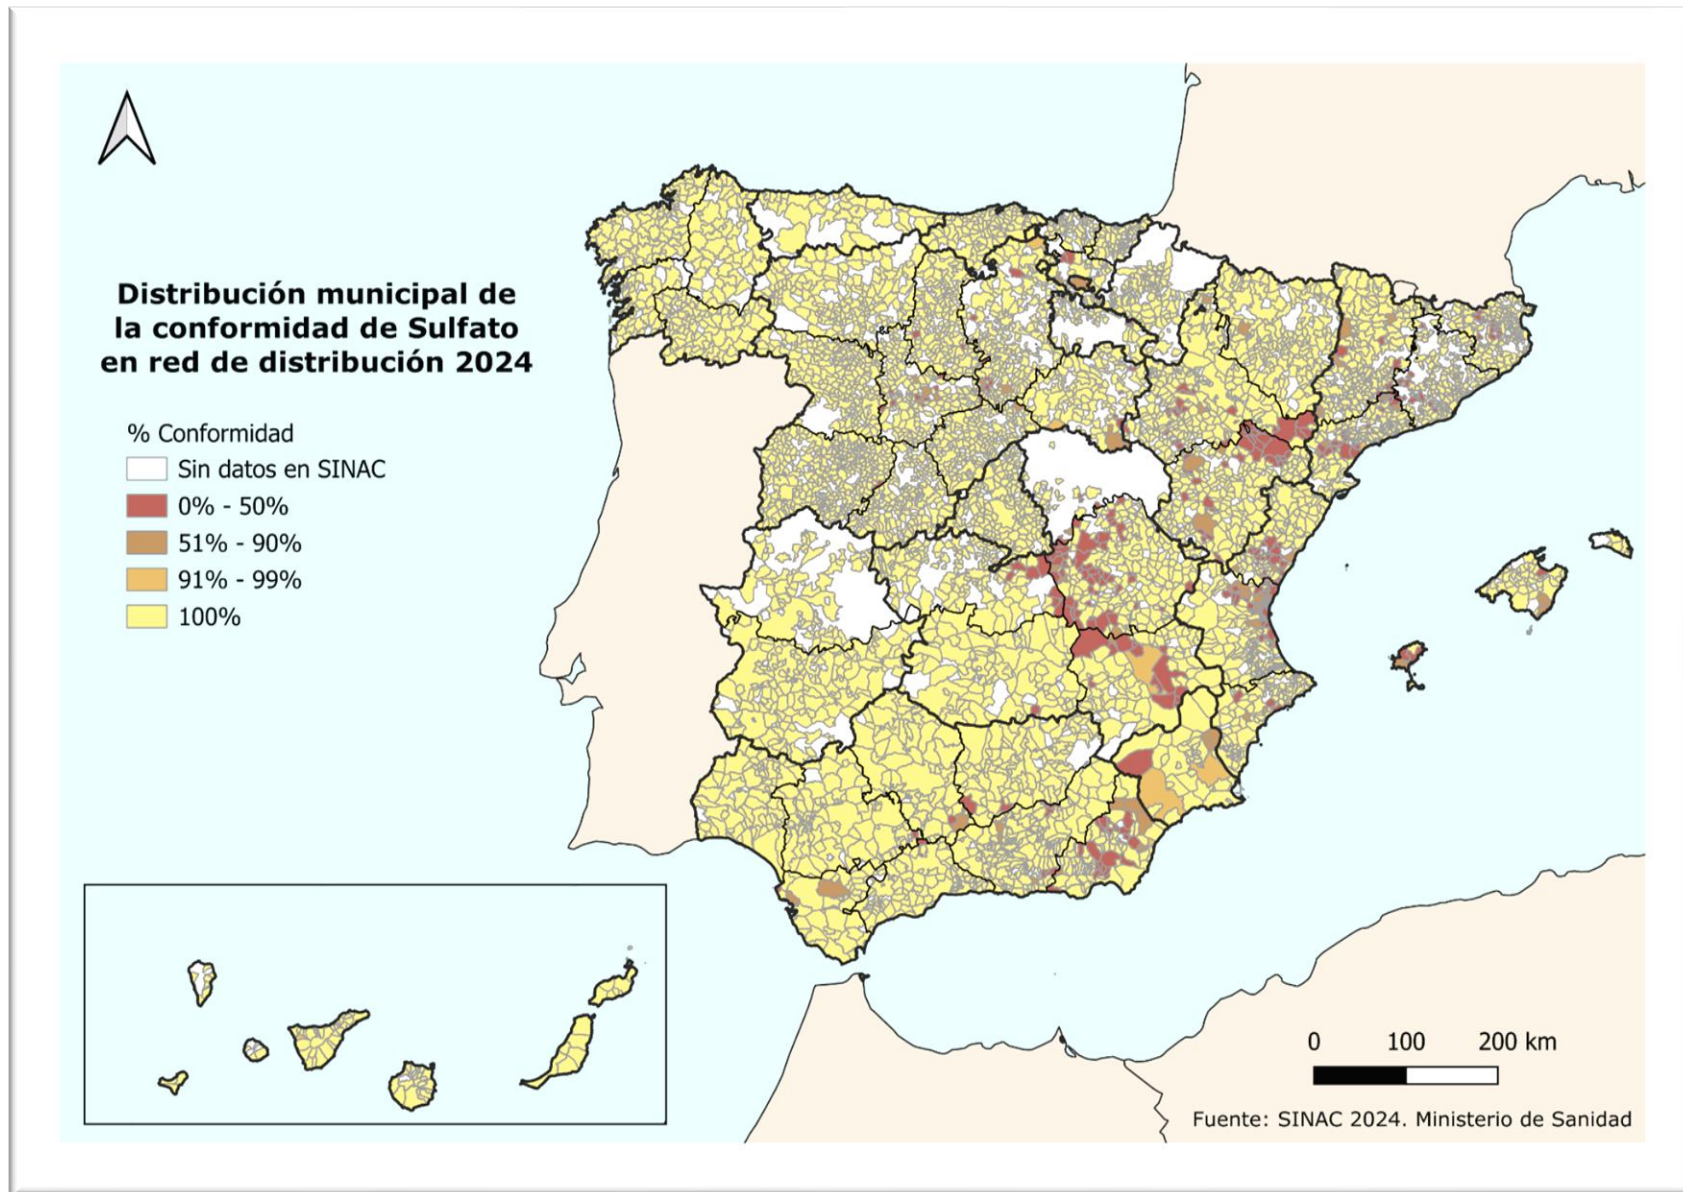 Distribución municipal de
la conformidad de Sulfato
en red de distribución 2024
% Conformidad
Sin datos en SINAC
0% - 50%
51% - 90%
91% - 99%
100%
0 100 200 km
Fuente: SINAC 2024. Ministerio de Sanidad